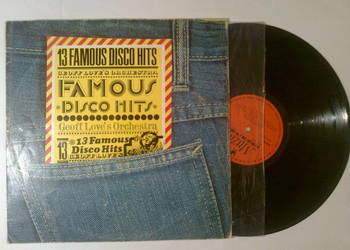 13 FAMOUS DISCO HITS
GEOFF LOVE'S ORCHESTRA
FAMOUS
DISCO HITS
Geoff Love's Orchestra
13 13 Famous
Disco Hits
GEOFF LOVE'S